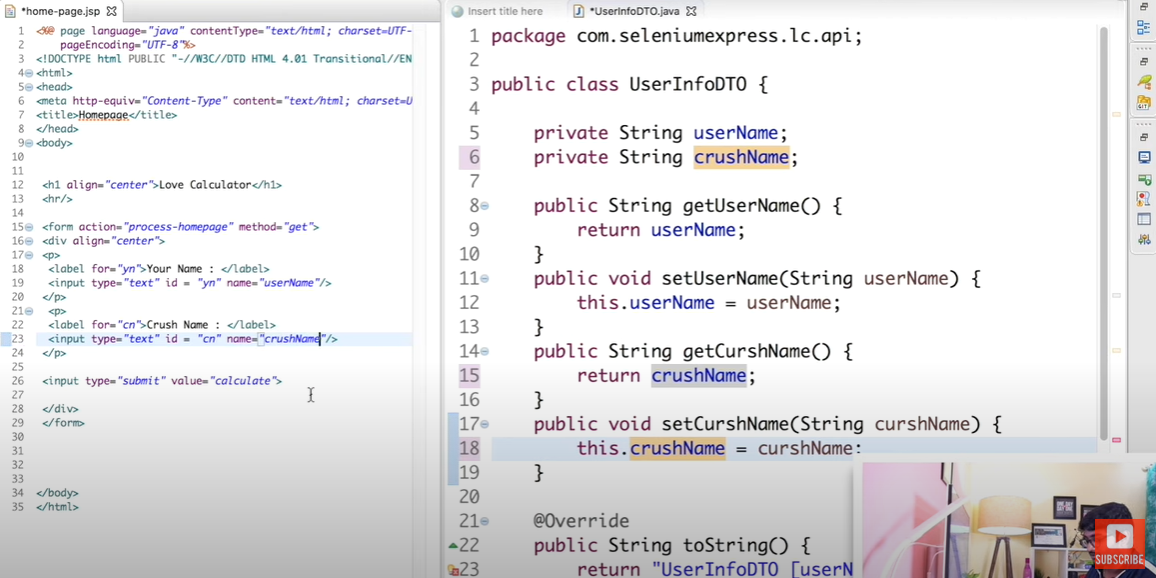 *home-page.jsp
1 <%@ page language="java" contentType="text/html; charset=UTF-
2 pageEncoding="UTF-8"%>
3 <!DOCTYPE html PUBLIC "-//W3C//DTD HTML 4.01 Transitional//EN
4 <html>
5 <head>
6 <meta http-equiv="Content-Type" content="text/html; charset=U
7 <title>Homepage</title>
8 </head>
9 <body>
10
11
12 <h1 align="center">Love Calculator</h1>
13 <hr/>
14
15 <form action="process-homepage" method="get">
16 <div align="center">
17 <p>
18 <label for="yn">Your Name : </label>
19 <input type="text" id = "yn" name="userName"/>
20 </p>
21 <p>
22 <label for="cn">Crush Name : </label>
23 <input type="text" id = "cn" name="crushName"/>
24 </p>
25
26 <input type="submit" value="calculate">
27
28 </div>
29 </form>
30
31
32
33
34 </body>
35 </html>
Insert title here
*UserInfoDTO.java
1 package com.seleniumexpress.lc.api;
2
3 public class UserInfoDTO {
4
5 private String userName;
6 private String crushName;
7
8 public String getUserName() {
9 return userName;
10 }
11 public void setUserName(String userName) {
12 this.userName = userName;
13 }
14 public String getCurshName() {
15 return crushName;
16 }
17 public void setCurshName(String curshName) {
18 this.crushName = curshName;
19 }
20
21 @Override
22 public String toString() {
23 return "UserInfoDTO [userN
SUBSCRIBE